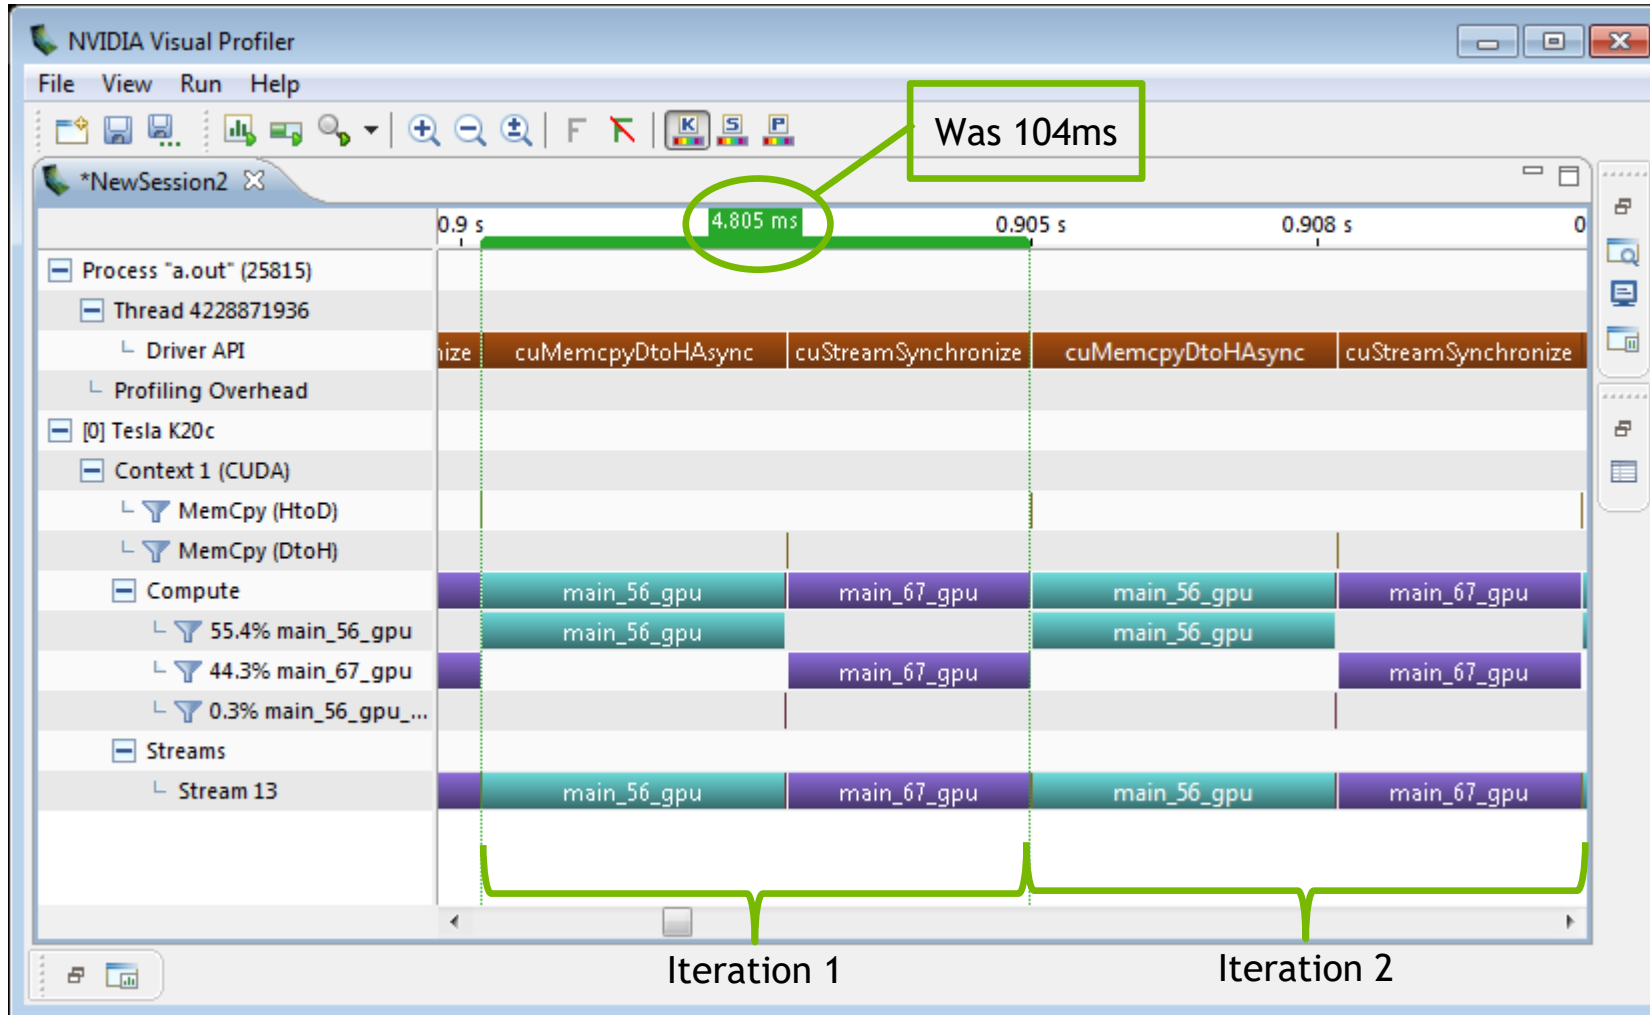 NVIDIA Visual Profiler
File View Run Help
Was 104ms
*NewSession2
0.9 s 4.805 ms 0.905 s 0.908 s 0
Process "a.out" (25815)
Thread 4228871936
Driver API nize cuMemcpyDtoHAsync cuStreamSynchronize cuMemcpyDtoHAsync cuStreamSynchronize
Profiling Overhead
[0] Tesla K20c
Context 1 (CUDA)
MemCpy (HtoD)
MemCpy (DtoH)
Compute main_56_gpu main_67_gpu main_56_gpu main_67_gpu
55.4% main_56_gpu main_56_gpu main_56_gpu
44.3% main_67_gpu main_67_gpu main_67_gpu
0.3% main_56_gpu_...
Streams
Stream 13 main_56_gpu main_67_gpu main_56_gpu main_67_gpu
Iteration 1 Iteration 2